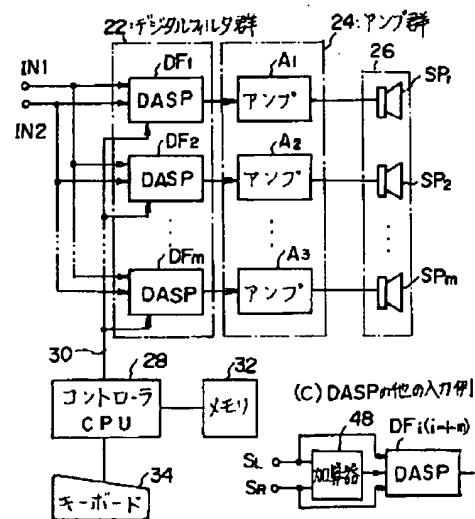 22:デジタルフィルタ群
24:アンプ群
IN1
IN2
DF1
DASP
A1
アンプ
26
SP1
DF2
DASP
A2
アンプ
SP2
DFm
DASP
A3
アンプ
SPm
30
28
コントローラ
CPU
32
メモリ
34
キーボード
(C) DASPの他の入力例
48
DFi(i+n)
SL
SR
加算器
DASP